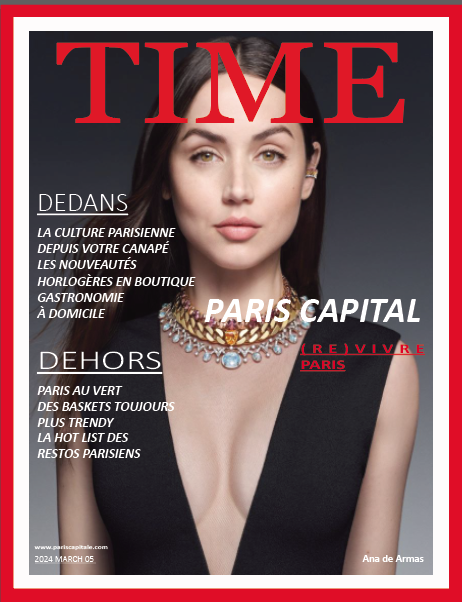 TIME
DEDANS
LA CULTURE PARISIENNE
DEPUIS VOTRE CANAPÉ
LES NOUVEAUTÉS
HORLOGÈRES EN BOUTIQUE
GASTRONOMIE
À DOMICILE
PARIS CAPITAL
(RE)VIVRE
PARIS
DEHORS
PARIS AU VERT
DES BASKETS TOUJOURS
PLUS TRENDY
LA HOT LIST DES
RESTOS PARISIENS
www.pariscapitale.com
2024 MARCH 05
Ana de Armas